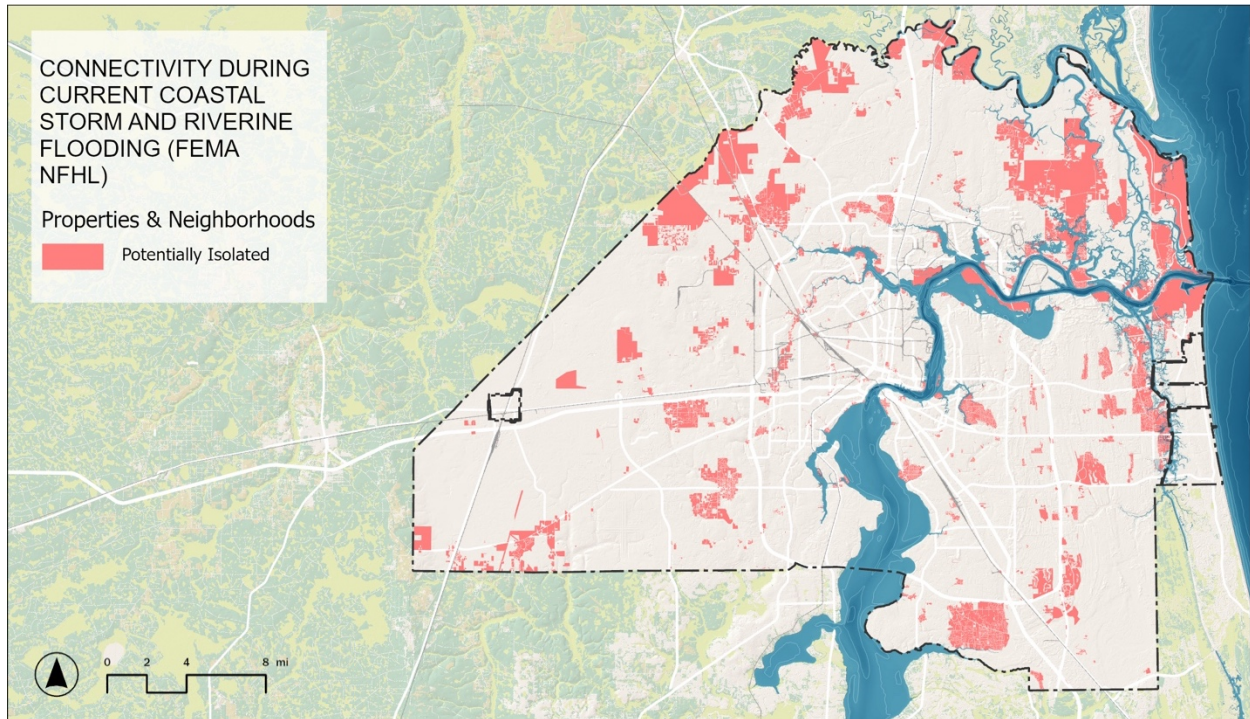 CONNECTIVITY DURING
CURRENT COASTAL
STORM AND RIVERINE
FLOODING (FEMA
NFHL)
Properties & Neighborhoods
Potentially Isolated
0 2 4 8 mi